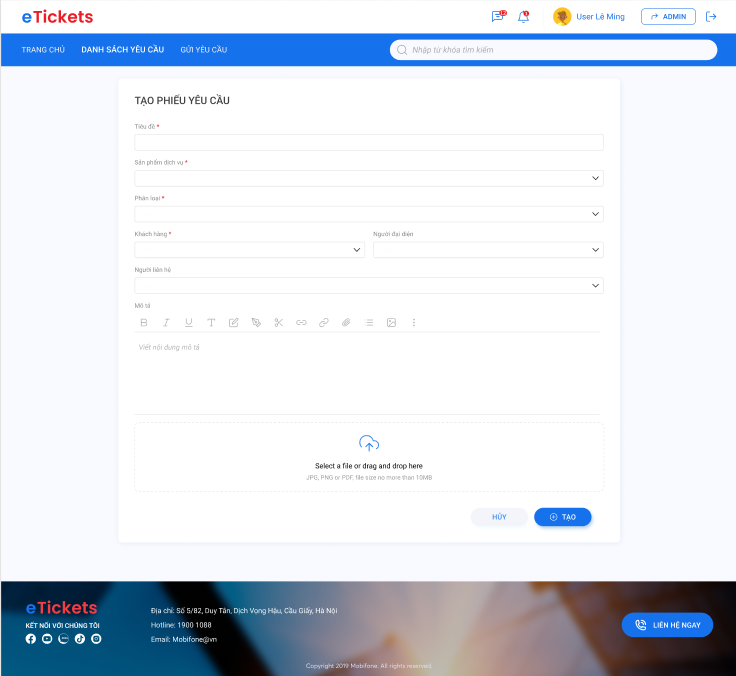 eTickets
12
User Lê Ming
ADMIN
TRANG CHỦ
DANH SÁCH YÊU CẦU
GỬI YÊU CẦU
Nhập từ khóa tìm kiếm
TẠO PHIẾU YÊU CẦU
Tiêu đề *
Sản phẩm dịch vụ *
Phân loại *
Khách hàng *
Người đại diện
Người liên hệ
Mô tả
Viết nội dung mô tả
Select a file or drag and drop here
JPG, PNG or PDF, file size no more than 10MB
HỦY
TẠO
eTickets
KẾT NỐI VỚI CHÚNG TÔI
Địa chỉ: Số 5/82, Duy Tân, Dịch Vọng Hậu, Cầu Giấy, Hà Nội
Hotline: 1900 1088
Email: Mobifone@vn
LIÊN HỆ NGAY
Copyright 2019 Mobifone. All rights reserved.